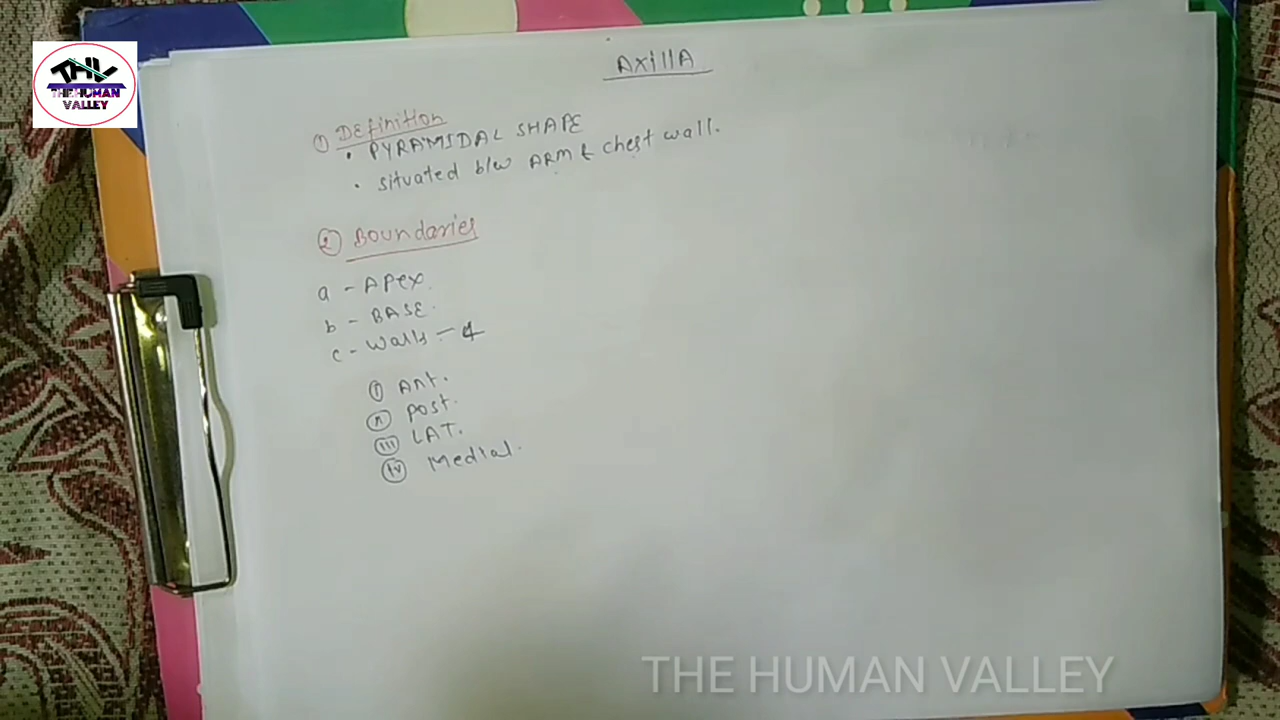 THV
THE HUMAN
VALLEY
AXillA
① DEfinition
• PYRAMIDAL SHAPE
• situated b/w ARM & chest wall.
② Boundaries
a - APex.
b - BASE.
c - walls - 4
(i) Ant.
(ii) post.
(iii) LAT.
(iv) Medial.
THE HUMAN VALLEY